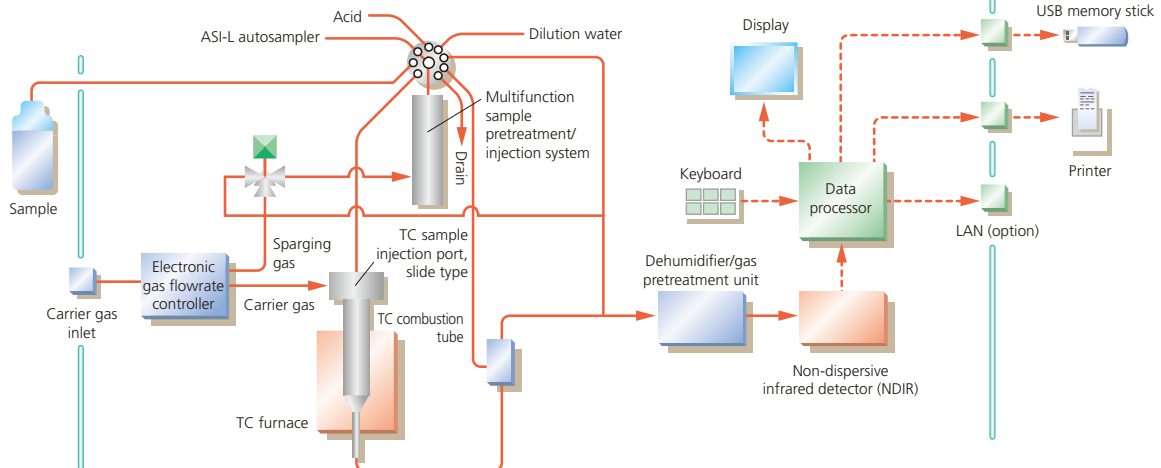 Acid
ASI-L autosampler
Dilution water
Multifunction
sample
pretreatment/
injection system
Drain
Sample
Sparging
gas
TC sample
injection port,
slide type
Electronic
gas flowrate
controller
Carrier gas
Carrier gas
inlet
TC combustion
tube
TC furnace
Display
USB memory stick
Keyboard
Data
processor
Printer
LAN (option)
Dehumidifier/gas
pretreatment unit
Non-dispersive
infrared detector (NDIR)